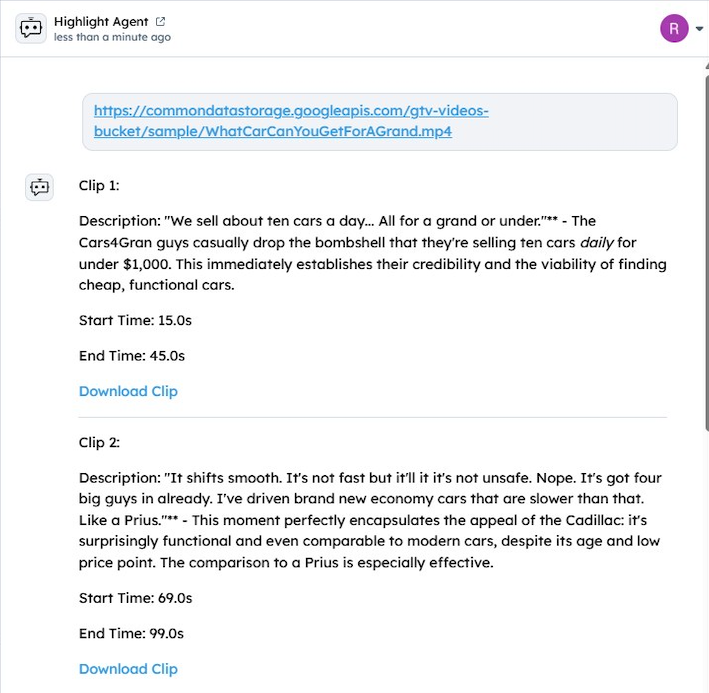 Highlight Agent
less than a minute ago
R
https://commondatastorage.googleapis.com/gtv-videos-
bucket/sample/WhatCarCanYouGetForAGrand.mp4
Clip 1:
Description: "We sell about ten cars a day... All for a grand or under."** - The
Cars4Gran guys casually drop the bombshell that they're selling ten cars daily for
under $1,000. This immediately establishes their credibility and the viability of finding
cheap, functional cars.
Start Time: 15.0s
End Time: 45.0s
Download Clip
Clip 2:
Description: "It shifts smooth. It's not fast but it'll it it's not unsafe. Nope. It's got four
big guys in already. I've driven brand new economy cars that are slower than that.
Like a Prius."** - This moment perfectly encapsulates the appeal of the Cadillac: it's
surprisingly functional and even comparable to modern cars, despite its age and low
price point. The comparison to a Prius is especially effective.
Start Time: 69.0s
End Time: 99.0s
Download Clip